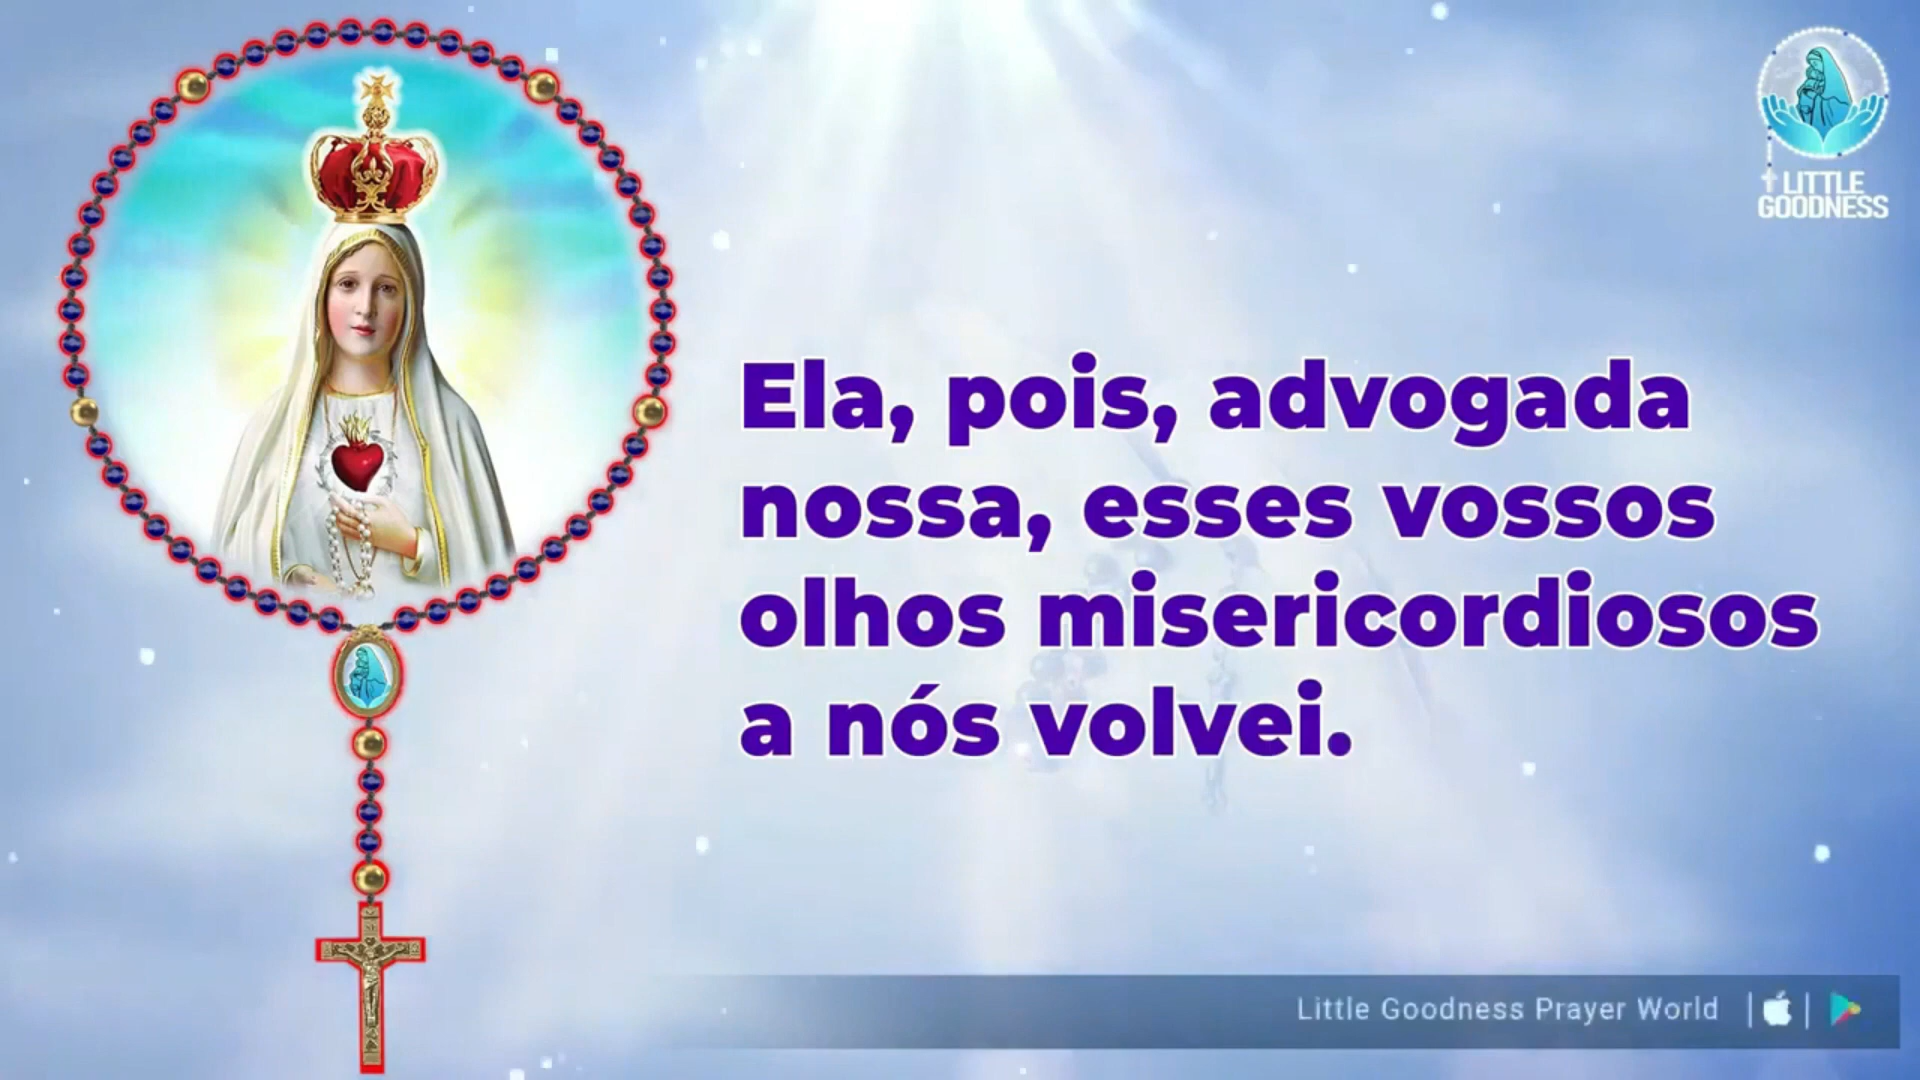 LITTLE
GOODNESS
Ela, pois, advogada
nossa, esses vossos
olhos misericordiosos
a nós volvei.
Little Goodness Prayer World